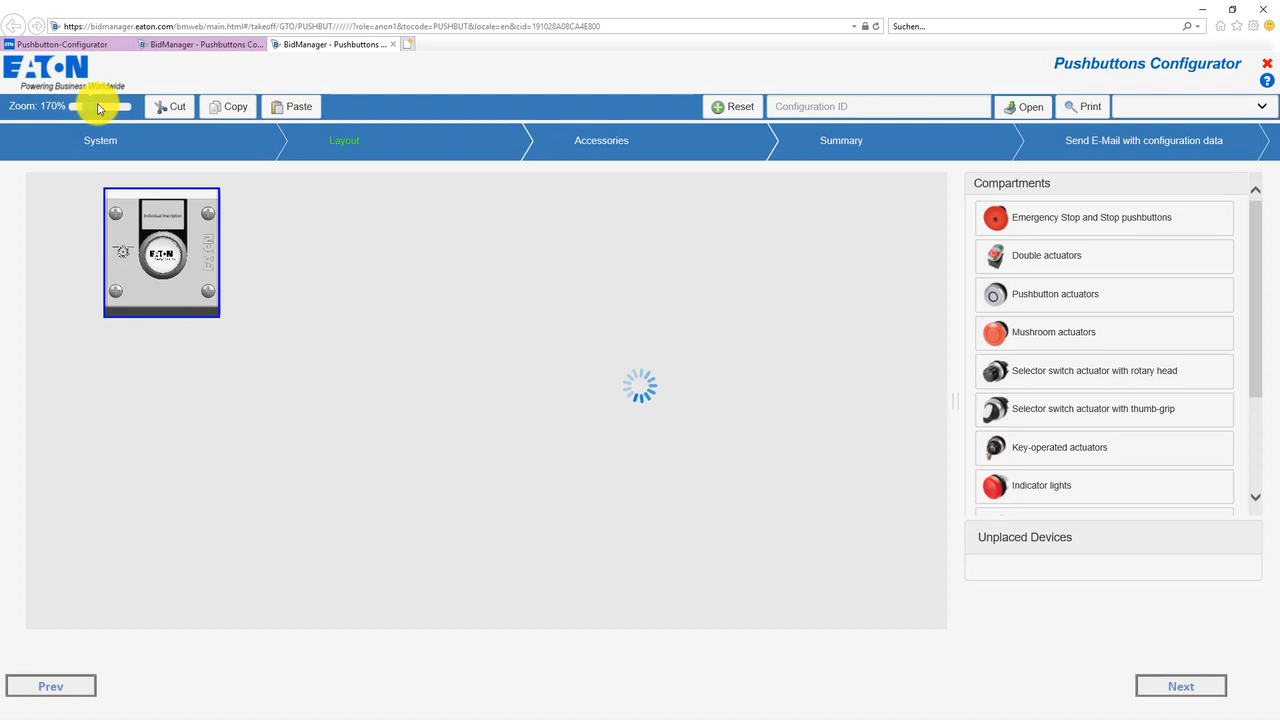 https://bidmanager.eaton.com/bmweb/main.html#/takeoff/GTO/PUSHBUT//////?role=anon1&tocode=PUSHBUT&locale=en&cid=191028A08CA4E800
Suchen...
Pushbutton-Configurator
BidManager - Pushbuttons Co...
BidManager - Pushbuttons ...
EATON
Powering Business Worldwide
Pushbuttons Configurator
Zoom: 170%
Cut
Copy
Paste
Reset
Configuration ID
Open
Print
System
Layout
Accessories
Summary
Send E-Mail with configuration data
Individual Inscription
EATON
EATON
Compartments
Emergency Stop and Stop pushbuttons
Double actuators
Pushbutton actuators
Mushroom actuators
Selector switch actuator with rotary head
Selector switch actuator with thumb-grip
Key-operated actuators
Indicator lights
Unplaced Devices
Prev
Next